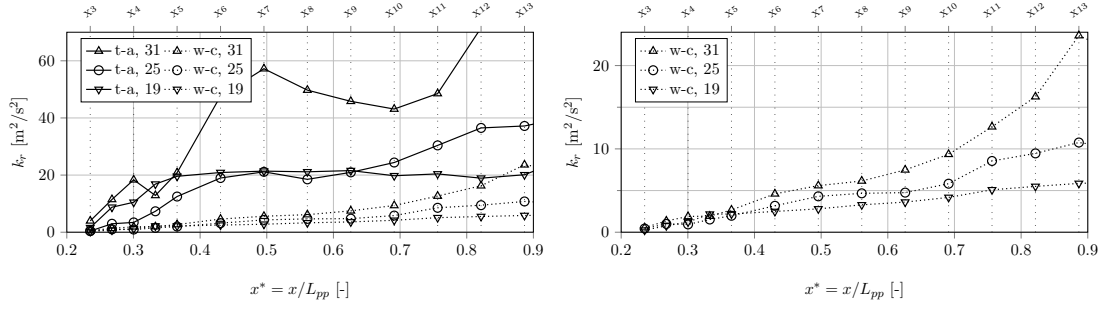 X3 X4 X5 X6 X7 X8 X9 X10 X11 X12 X13
t-a, 31 w-c, 31
t-a, 25 w-c, 25
t-a, 19 w-c, 19
60
40
20
0
k_r [m²/s²]
0.2 0.3 0.4 0.5 0.6 0.7 0.8 0.9
x* = x/L_pp [-]
X3 X4 X5 X6 X7 X8 X9 X10 X11 X12 X13
w-c, 31
w-c, 25
w-c, 19
20
10
0
k_r [m²/s²]
0.2 0.3 0.4 0.5 0.6 0.7 0.8 0.9
x* = x/L_pp [-]